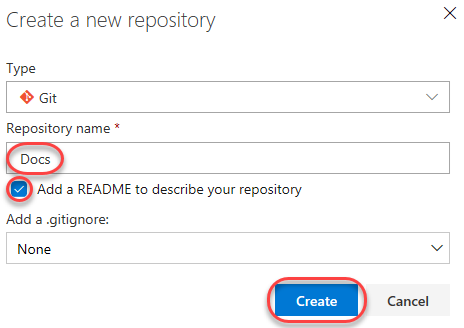 Create a new repository
Type
Git
Repository name *
Docs
Add a README to describe your repository
Add a .gitignore:
None
Create Cancel